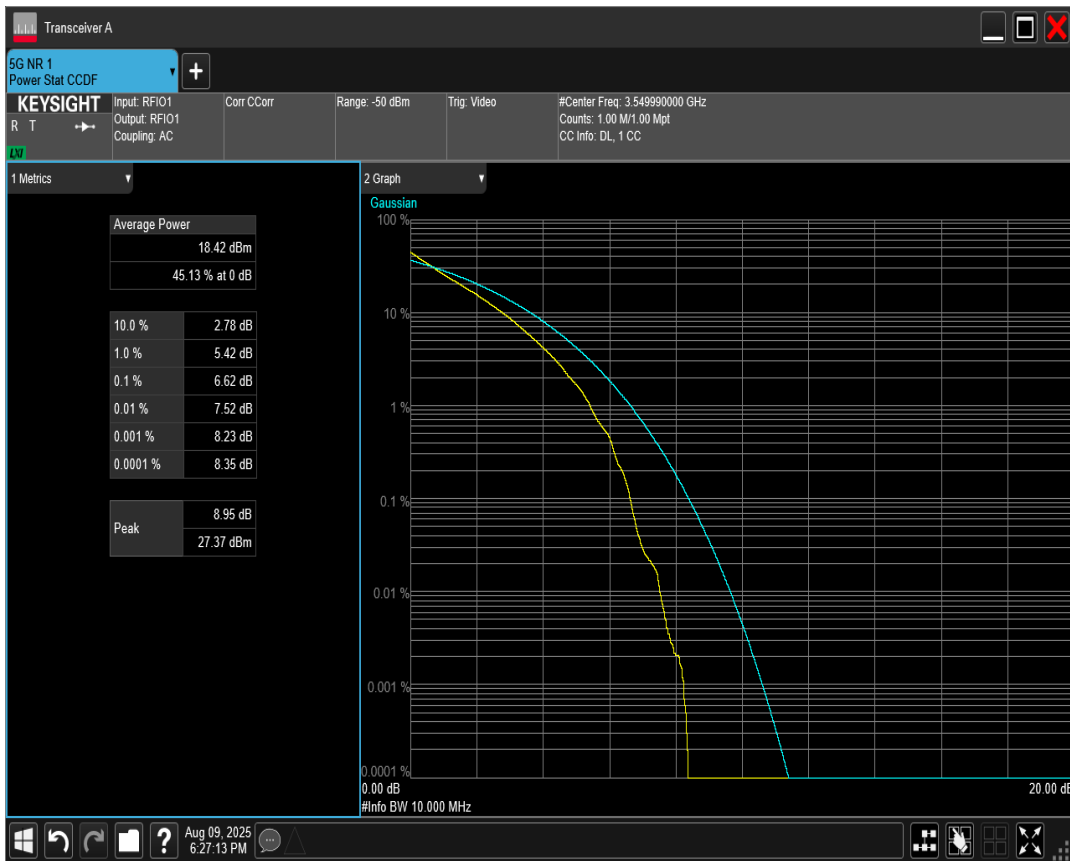 Transceiver A
5G NR 1
Power Stat CCDF
KEYSIGHT
R T
LXI
Input: RFIO1
Output: RFIO1
Coupling: AC
Corr CCorr
Range: -50 dBm
Trig: Video
#Center Freq: 3.549990000 GHz
Counts: 1.00 M/1.00 Mpt
CC Info: DL, 1 CC
1 Metrics
Average Power
18.42 dBm
45.13 % at 0 dB
10.0 % 2.78 dB
1.0 % 5.42 dB
0.1 % 6.62 dB
0.01 % 7.52 dB
0.001 % 8.23 dB
0.0001 % 8.35 dB
Peak 8.95 dB
27.37 dBm
2 Graph
Gaussian
100 %
10 %
1 %
0.1 %
0.01 %
0.001 %
0.0001 %
0.00 dB 20.00 dB
#Info BW 10.000 MHz
?
Aug 09, 2025
6:27:13 PM